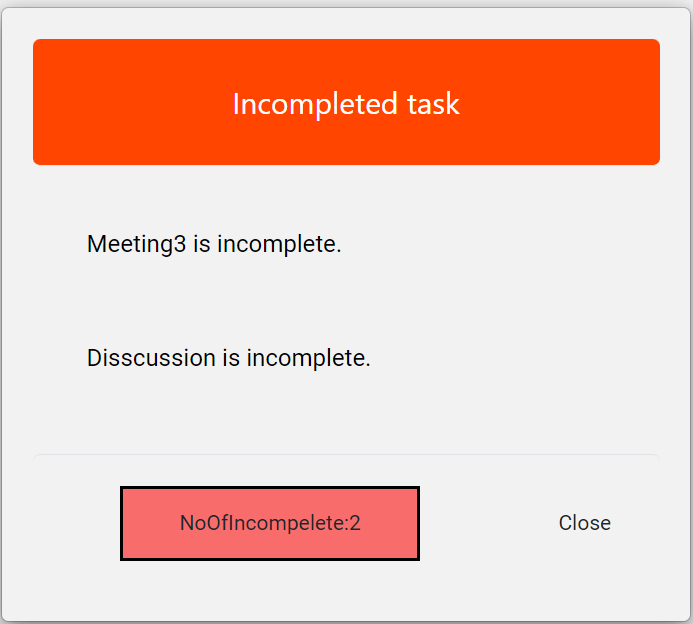 Incompleted task
Meeting3 is incomplete.
Disscussion is incomplete.
NoOfIncompelete:2
Close